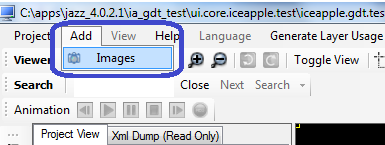 C:\apps\jazz_4.0.2.1\ia_gdt_test\ui.core.iceapple.test\iceapple.gdt.tes
Project Add View Help Language Generate Layer Usage
Images
Viewer Toggle View
Search Close Next Search
Animation
Project View Xml Dump (Read Only)